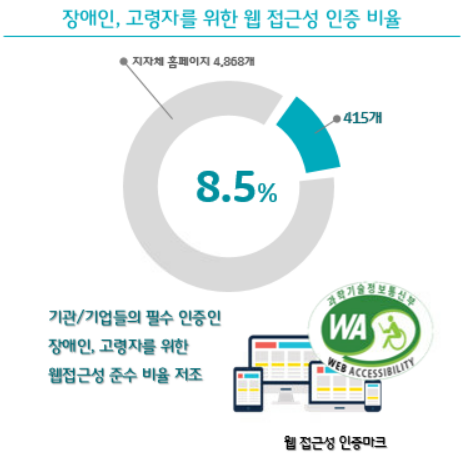 장애인, 고령자를 위한 웹 접근성 인증 비율
지자체 홈페이지 4,868개
415개
8.5%
기관/기업들의 필수 인증인
장애인, 고령자를 위한
웹접근성 준수 비율 저조
과학기술정보통신부
WA
WEB ACCESSIBILITY
웹 접근성 인증마크